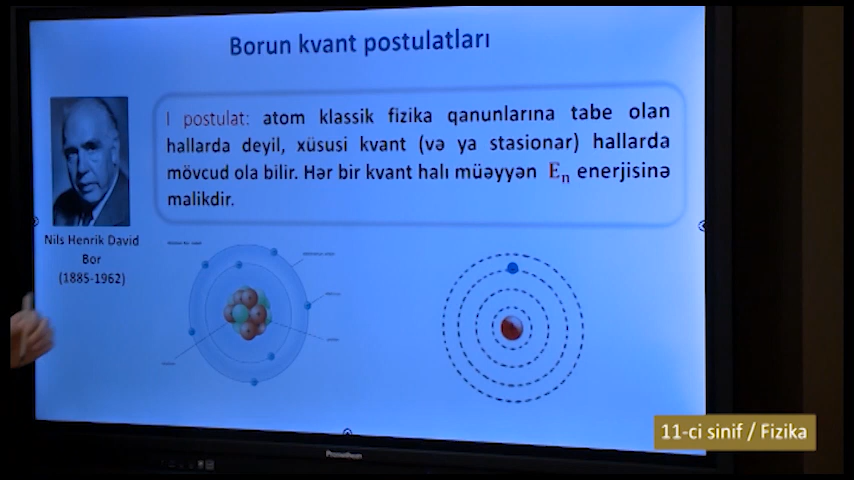 Borun kvant postulatları
I postulat: atom klassik fizika qanunlarına tabe olan
hallarda deyil, xüsusi kvant (və ya stasionar) hallarda
mövcud ola bilir. Hər bir kvant halı müəyyən Eₙ enerjisinə
malikdir.
Nils Henrik David
Bor
(1885-1962)
Promethean
11-ci sinif / Fizika